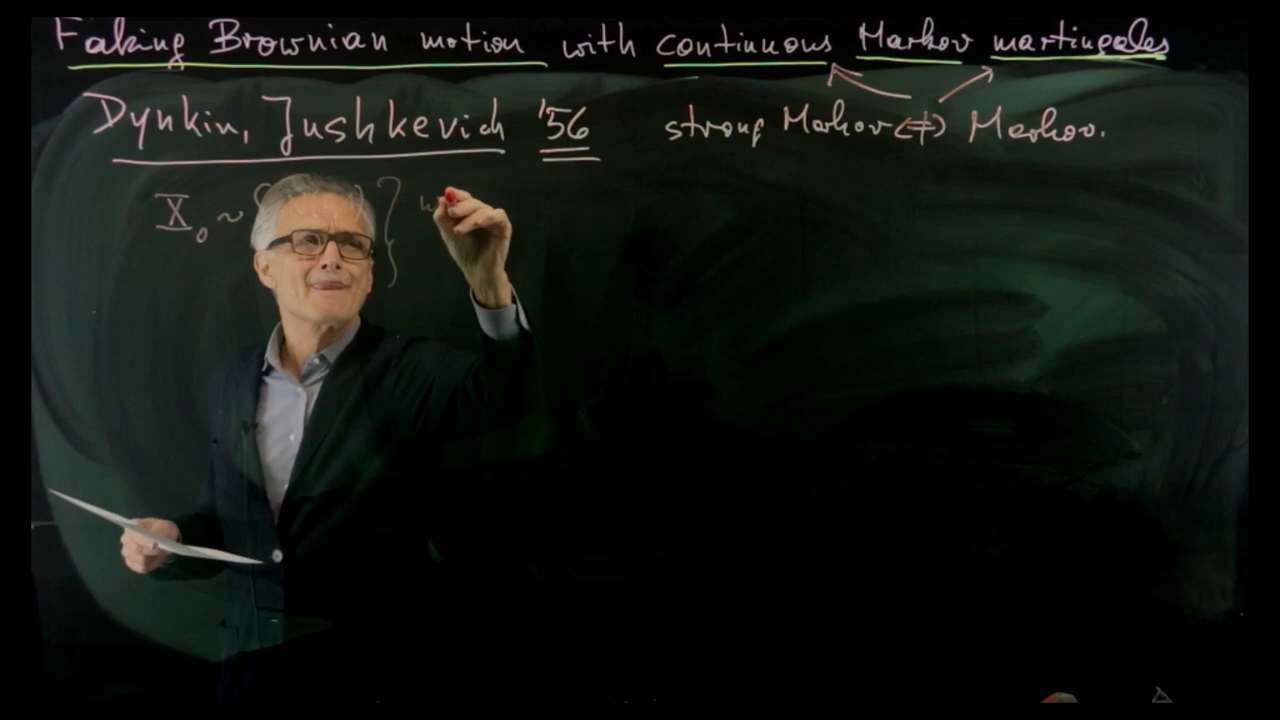 Faking Brownian motion with continuous Markov martingales
Dynkin, Jushkevich '56 strong Markov ⇎ Markov.
X₀ ~ { }